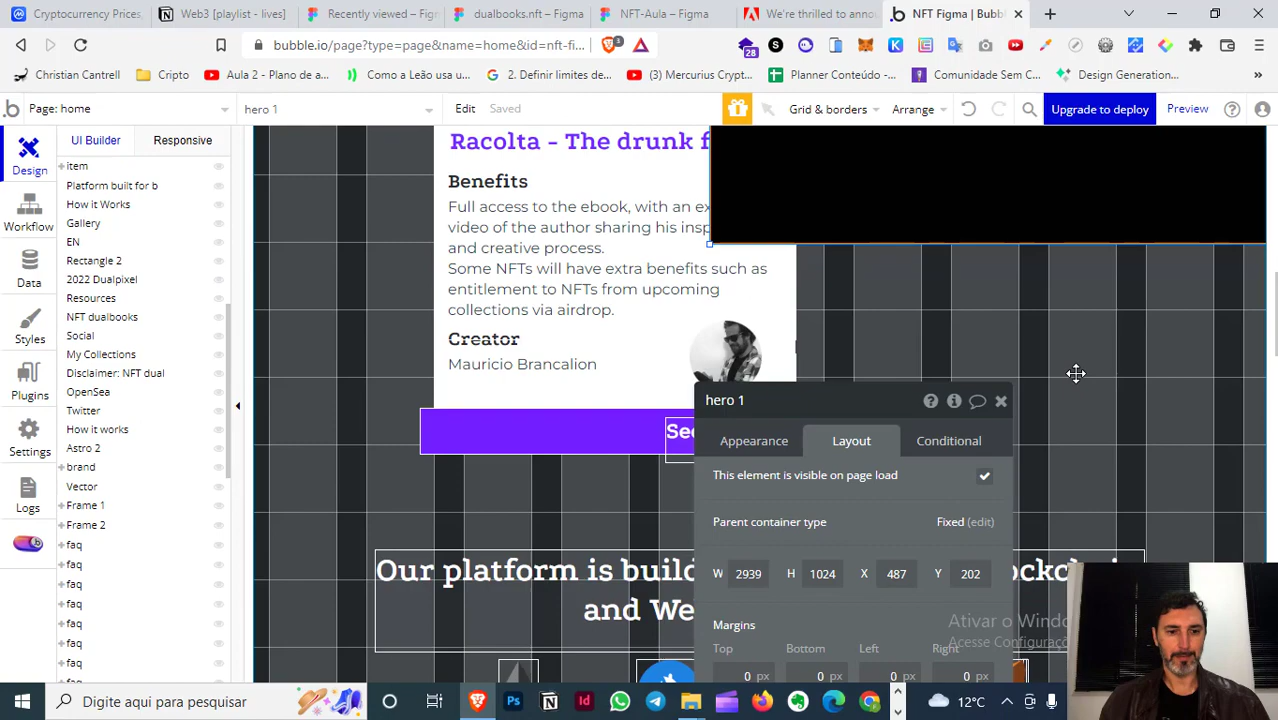 Cryptocurrency Prices, Web3 [playlist - lives] Recently viewed – Figm dualbooks.nft – Figma NFT-Aula – Figma We're thrilled to annou NFT Figma | Bubbl
bubble.io/page?type=page&name=home&id=nft-fi...
28
Christian Cantrell Cripto Aula 2 - Plano de a... Como a Leão usa u... 2. Definir limites de... (3) Mercurius Crypt... Planner Conteúdo -... Comunidade Sem C... Design Generation...
Page: home hero 1 Edit Saved Grid & borders Arrange Upgrade to deploy Preview
Design
Workflow
Data
Styles
Plugins
Settings
Logs
UI Builder Responsive
item
Platform built for b
How it Works
Gallery
EN
Rectangle 2
2022 Dualpixel
Resources
NFT dualbooks
Social
My Collections
Disclaimer: NFT dual
OpenSea
Twitter
How it works
Astro 2
brand
Vector
Frame 1
Frame 2
faq
faq
faq
faq
faq
faq
faq
Racolta - The drunk f
Benefits
Full access to the ebook, with an ex
video of the author sharing his insp
and creative process.
Some NFTs will have extra benefits such as
entitlement to NFTs from upcoming
collections via airdrop.
Creator
Mauricio Brancalion
See
Our platform is build
and We
hero 1
Appearance Layout Conditional
This element is visible on page load
Parent container type Fixed (edit)
W 2939 H 1024 X 487 Y 202
Margins
Top Bottom Left Right
0 px 0 px 0 px 0 px
Ativar o Windo
Acesse Configuraçõ
Digite aqui para pesquisar
12°C